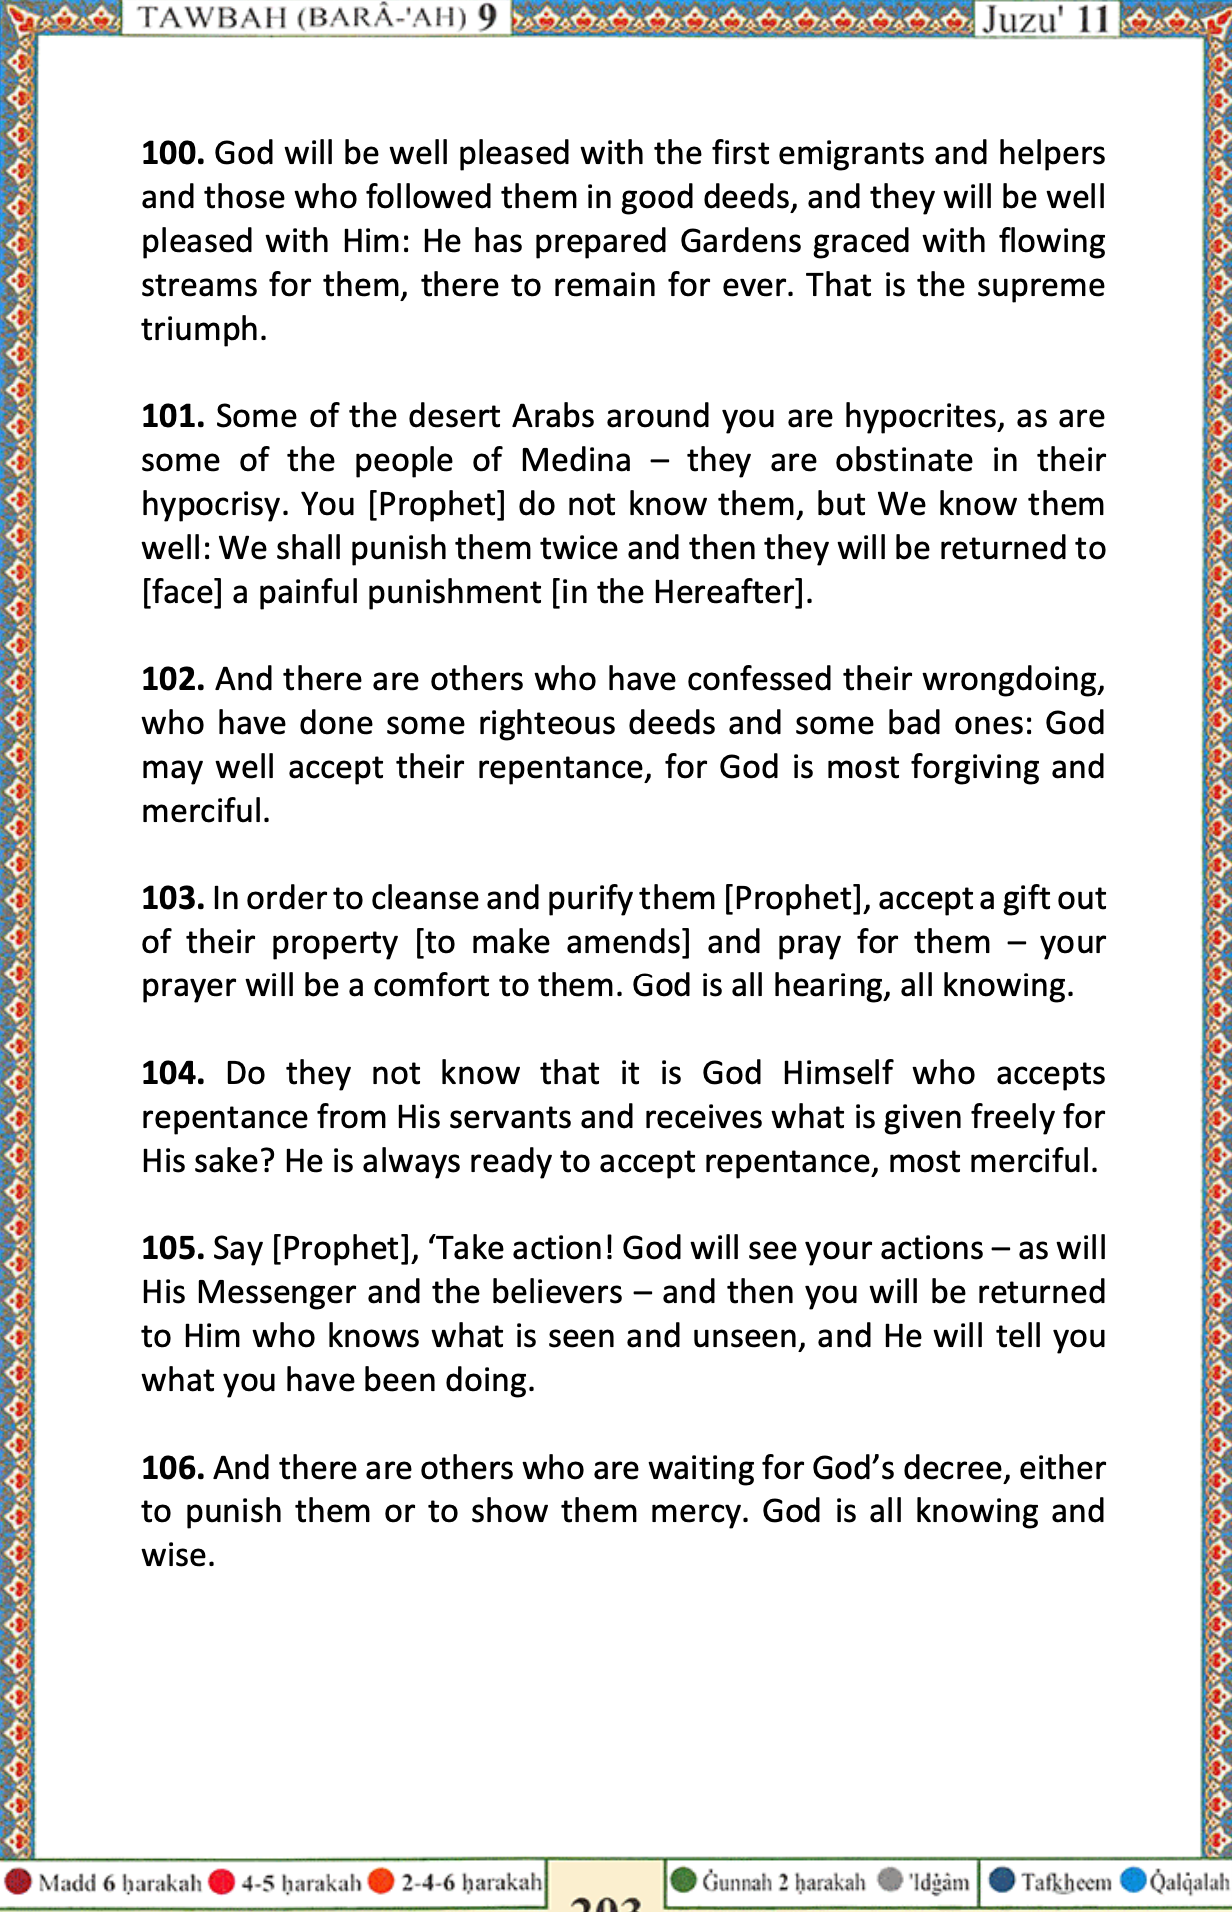 TAWBAH (BARÂ-'AH) 9
Juzu' 11
100. God will be well pleased with the first emigrants and helpers
and those who followed them in good deeds, and they will be well
pleased with Him: He has prepared Gardens graced with flowing
streams for them, there to remain for ever. That is the supreme
triumph.
101. Some of the desert Arabs around you are hypocrites, as are
some of the people of Medina – they are obstinate in their
hypocrisy. You [Prophet] do not know them, but We know them
well: We shall punish them twice and then they will be returned to
[face] a painful punishment [in the Hereafter].
102. And there are others who have confessed their wrongdoing,
who have done some righteous deeds and some bad ones: God
may well accept their repentance, for God is most forgiving and
merciful.
103. In order to cleanse and purify them [Prophet], accept a gift out
of their property [to make amends] and pray for them – your
prayer will be a comfort to them. God is all hearing, all knowing.
104. Do they not know that it is God Himself who accepts
repentance from His servants and receives what is given freely for
His sake? He is always ready to accept repentance, most merciful.
105. Say [Prophet], ‘Take action! God will see your actions – as will
His Messenger and the believers – and then you will be returned
to Him who knows what is seen and unseen, and He will tell you
what you have been doing.
106. And there are others who are waiting for God’s decree, either
to punish them or to show them mercy. God is all knowing and
wise.
Madd 6 ḥarakah 4-5 ḥarakah 2-4-6 ḥarakah
203
Ġunnah 2 ḥarakah 'Idġâm Tafkheem Qalqalah